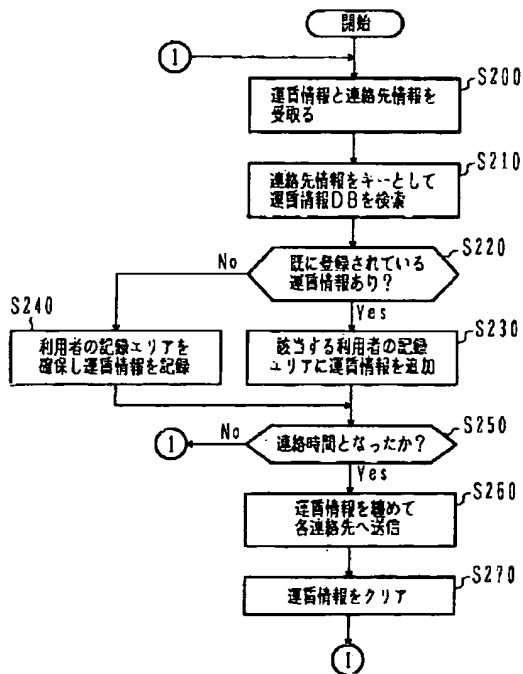 開始
1
S200
運賃情報と連絡先情報を
受取る
S210
連絡先情報をキーとして
運賃情報DBを検索
S220
既に登録されている
運賃情報あり?
No
Yes
S240
利用者の記録エリアを
確保し運賃情報を記録
S230
該当する利用者の記録
エリアに運賃情報を追加
S250
連絡時間となったか?
No
1
Yes
S260
運賃情報を纏めて
各連絡先へ送信
S270
運賃情報をクリア
1